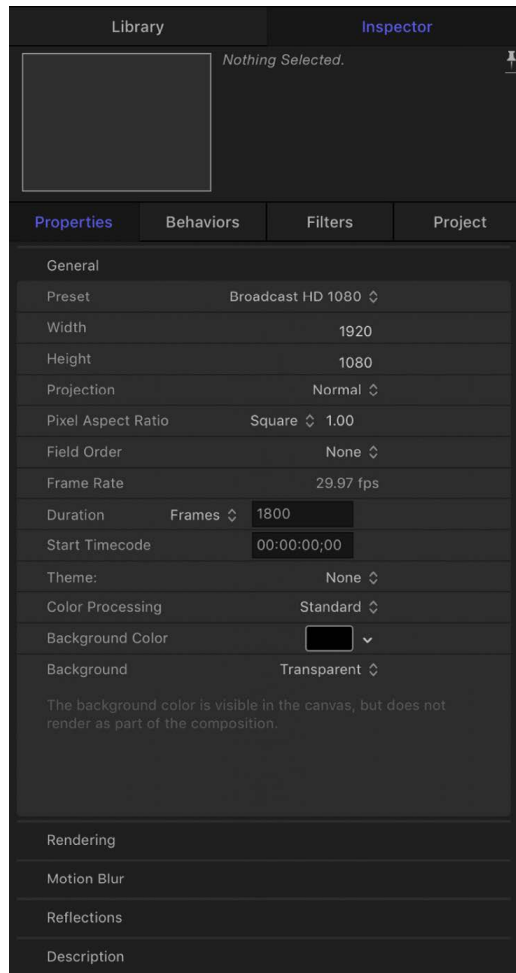 Library Inspector
Nothing Selected.
Properties Behaviors Filters Project
General
Preset Broadcast HD 1080
Width 1920
Height 1080
Projection Normal
Pixel Aspect Ratio Square 1.00
Field Order None
Frame Rate 29.97 fps
Duration Frames 1800
Start Timecode 00:00:00;00
Theme: None
Color Processing Standard
Background Color
Background Transparent
The background color is visible in the canvas, but does not
render as part of the composition.
Rendering
Motion Blur
Reflections
Description